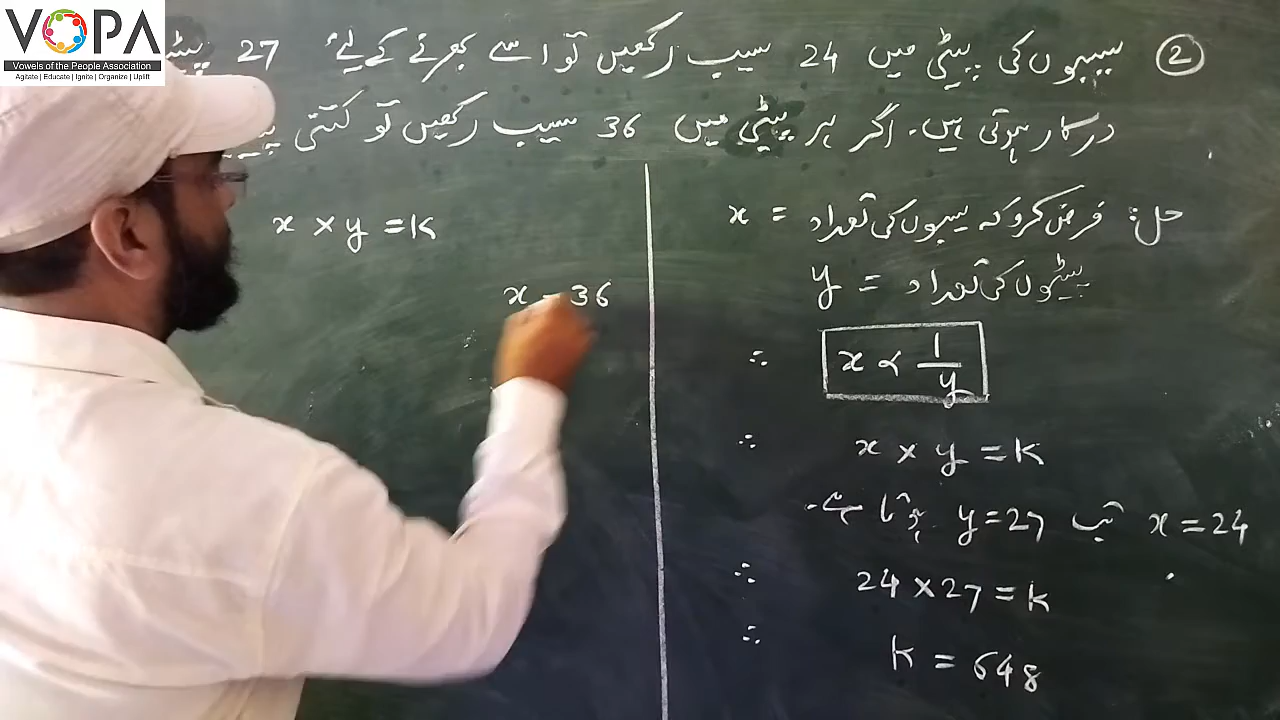 VOPA
Vowels of the People Association
Agitate | Educate | Ignite | Organize | Uplift
② سیبوں کی پیٹی میں 24 سیب رکھیں تو اسے بھرنے کے لیے 27
درکار ہوتی ہیں۔ اگر ہر پیٹی میں 36 سیب رکھیں تو کتنی
حل: فرض کرو کہ سیبوں کی تعداد = x
پیٹیوں کی تعداد = y
∴ x ∝ 1/y
∴ x × y = k
x = 24 تب y = 27 ہوتا ہے۔
∴ 24 × 27 = k
∴ k = 648
x × y = k
x = 36